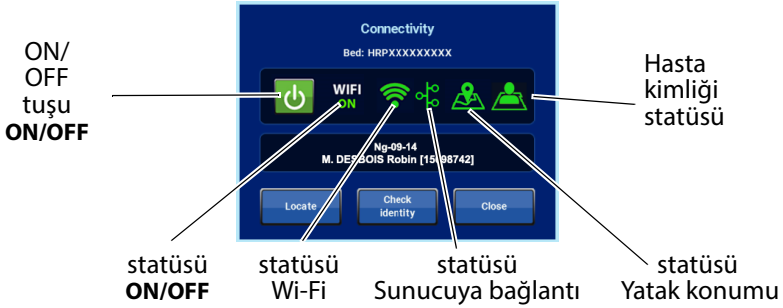 Connectivity
Bed: HRPXXXXXXXXX
ON/
OFF
tuşu
ON/OFF
WIFI
ON
Hasta
kimliği
statüsü
Ng-09-14
M. DESBOIS Robin [15698742]
Locate
Check
identity
Close
statüsü
ON/OFF
statüsü
Wi-Fi
statüsü
Sunucuya bağlantı
statüsü
Yatak konumu